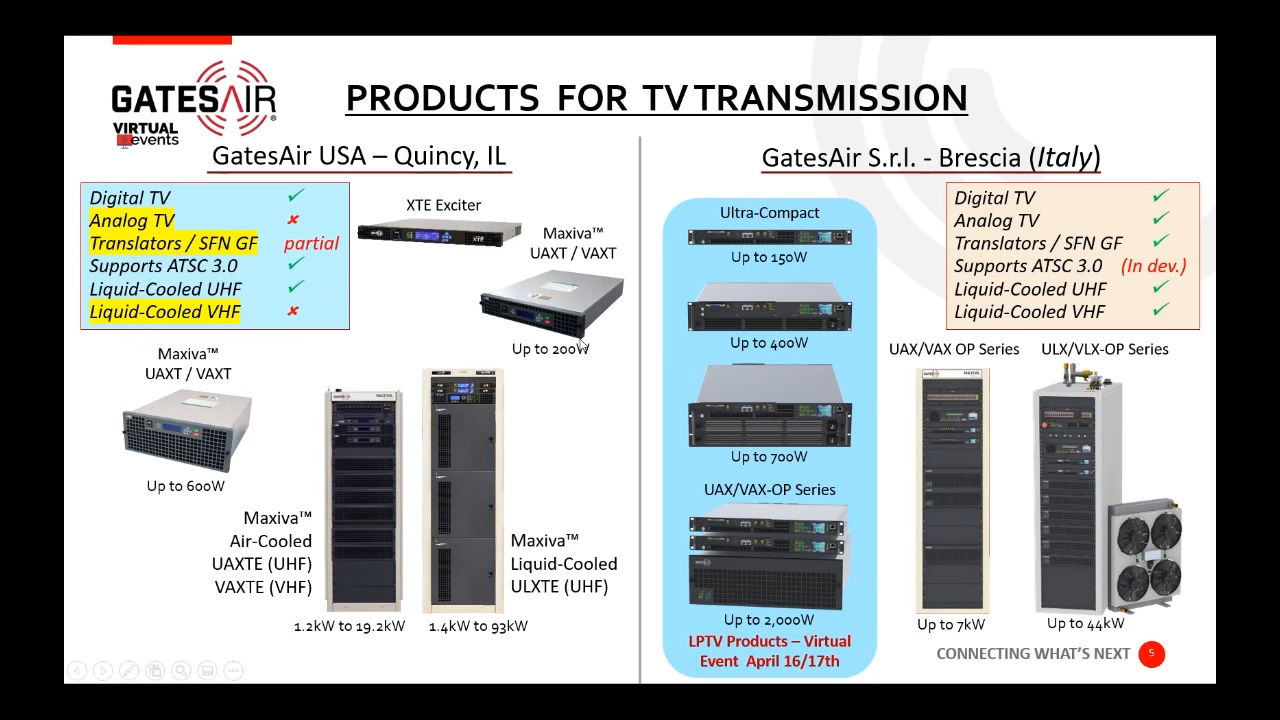 GATESAIR
VIRTUAL
events
PRODUCTS FOR TV TRANSMISSION
GatesAir USA – Quincy, IL
Digital TV ✓
Analog TV ✘
Translators / SFN GF partial
Supports ATSC 3.0 ✓
Liquid-Cooled UHF ✓
Liquid-Cooled VHF ✘
XTE Exciter
Maxiva™
UAXT / VAXT
Up to 200W
Maxiva™
UAXT / VAXT
Up to 600W
Maxiva™
Air-Cooled
UAXTE (UHF)
VAXTE (VHF)
1.2kW to 19.2kW
Maxiva™
Liquid-Cooled
ULXTE (UHF)
1.4kW to 93kW
GatesAir S.r.l. - Brescia (Italy)
Ultra-Compact
Up to 150W
Up to 400W
Up to 700W
UAX/VAX-OP Series
Up to 2,000W
LPTV Products – Virtual
Event April 16/17th
Digital TV ✓
Analog TV ✓
Translators / SFN GF ✓
Supports ATSC 3.0 (In dev.)
Liquid-Cooled UHF ✓
Liquid-Cooled VHF ✓
UAX/VAX OP Series
Up to 7kW
ULX/VLX-OP Series
Up to 44kW
CONNECTING WHAT'S NEXT 5